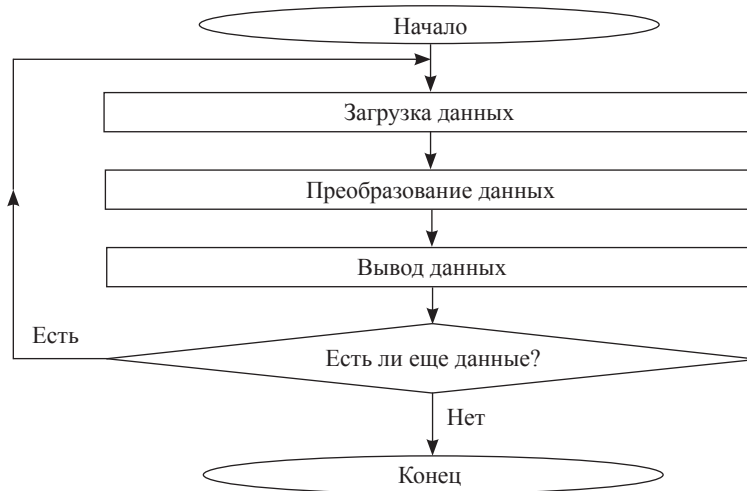 Начало
Загрузка данных
Преобразование данных
Вывод данных
Есть
Есть ли еще данные?
Нет
Конец